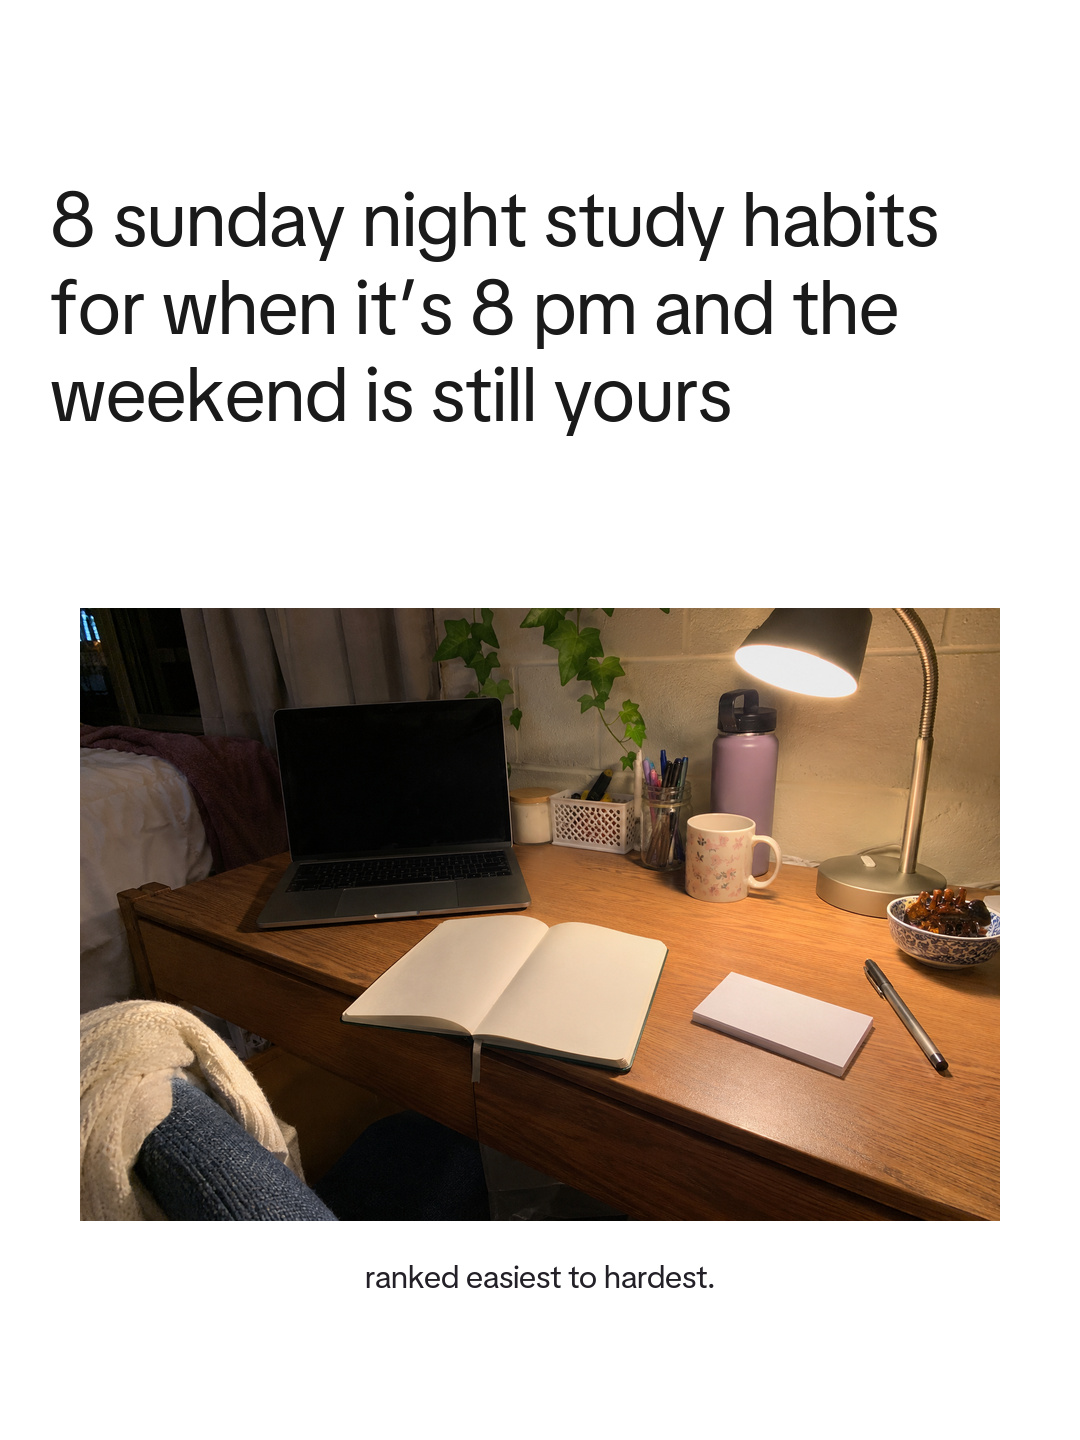 8 sunday night study habits
for when it’s 8 pm and the
weekend is still yours
ranked easiest to hardest.